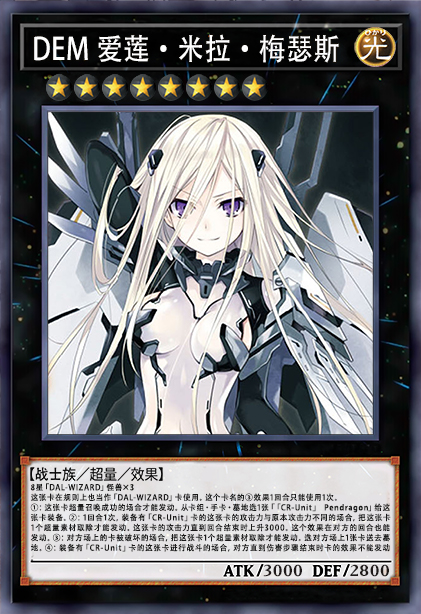 DEM 爱莲・米拉・梅瑟斯
ひかり
光
【战士族／超量／效果】
8星「DAL-WIZARD」怪兽×3
这张卡在规则上也当作「DAL-WIZARD」卡使用。这个卡名的③效果1回合只能使用1次。
①：这张卡超量召唤成功的场合才能发动。从卡组・手卡・墓地选1张「「CR-Unit」 Pendragon」给这
张卡装备。②：1回合1次，装备有「CR-Unit」卡的这张卡的攻击力与原本攻击力不同的场合，把这张卡
1个超量素材取除才能发动。这张卡的攻击力直到回合结束时上升3000。这个效果在对方的回合也能
发动。③：对方场上的卡被破坏的场合，把这张卡1个超量素材取除才能发动。选对方场上1张卡送去墓
地。④：装备有「CR-Unit」卡的这张卡进行战斗的场合，对方直到伤害步骤结束时卡的效果不能发动
ATK/3000 DEF/2800